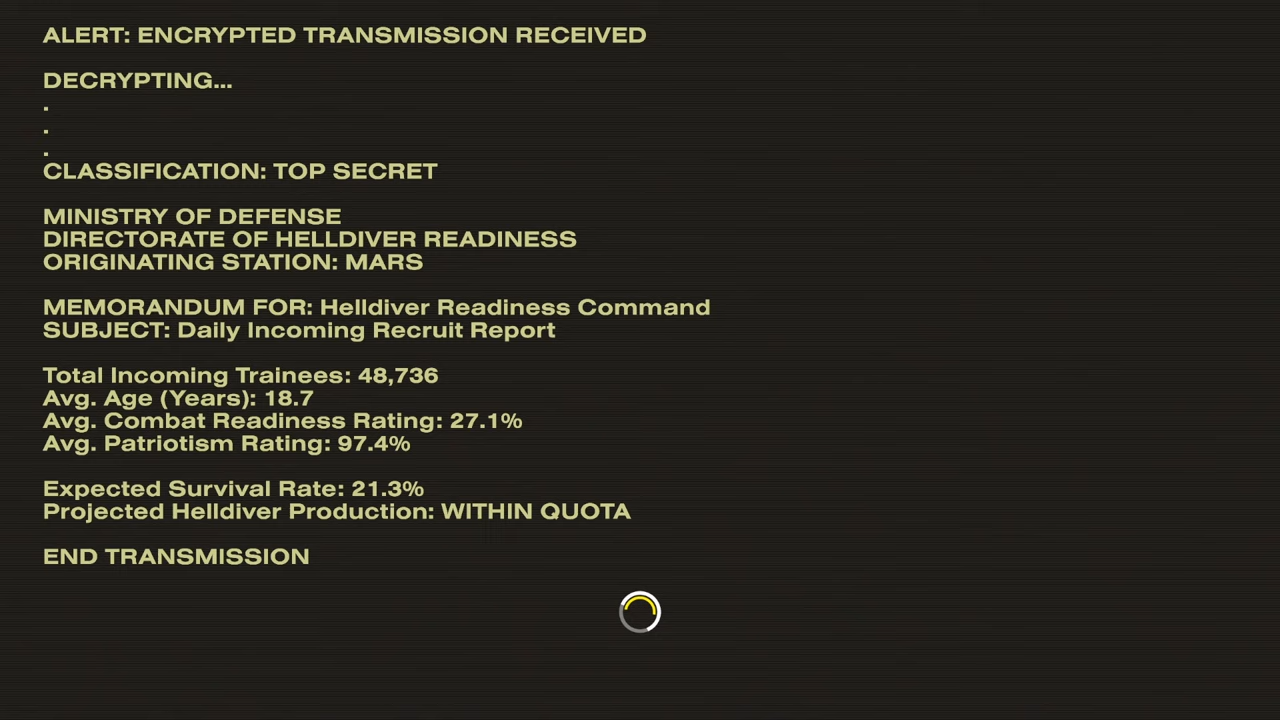 ALERT: ENCRYPTED TRANSMISSION RECEIVED
DECRYPTING...
.
.
.
CLASSIFICATION: TOP SECRET
MINISTRY OF DEFENSE
DIRECTORATE OF HELLDIVER READINESS
ORIGINATING STATION: MARS
MEMORANDUM FOR: Helldiver Readiness Command
SUBJECT: Daily Incoming Recruit Report
Total Incoming Trainees: 48,736
Avg. Age (Years): 18.7
Avg. Combat Readiness Rating: 27.1%
Avg. Patriotism Rating: 97.4%
Expected Survival Rate: 21.3%
Projected Helldiver Production: WITHIN QUOTA
END TRANSMISSION